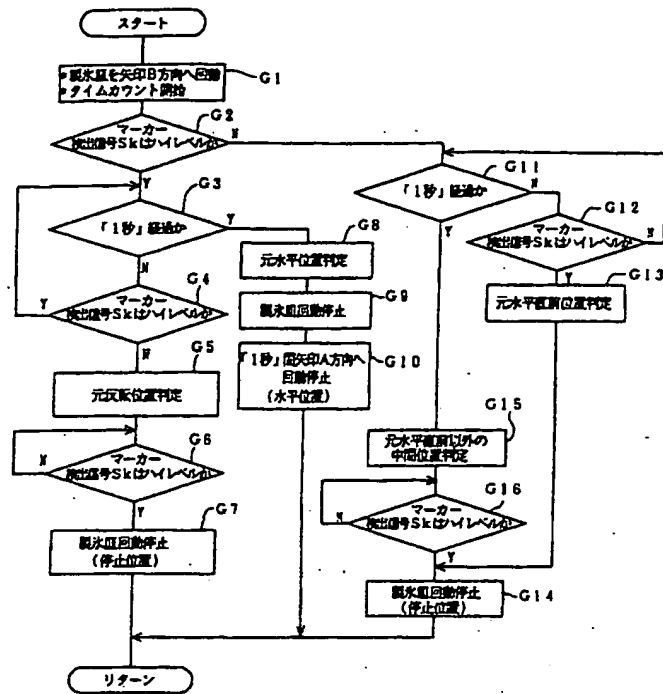 スタート
●脱氷皿を矢印B方向へ回動
●タイムカウント開始
G1
マーカー
検出信号Skはハイレベルか
G2
N
Y
「1秒」経過か
G3
Y
N
マーカー
検出信号Skはハイレベルか
G4
Y
N
元反転位置判定
G5
マーカー
検出信号Skはハイレベルか
G6
N
Y
脱氷皿回動停止
(停止位置)
G7
元水平位置判定
G8
脱氷皿回動停止
G9
「1秒」間矢印A方向へ
回動停止
(水平位置)
G10
「1秒」経過か
G11
N
Y
マーカー
検出信号Skはハイレベルか
G12
N
Y
元水平直前位置判定
G13
元水平直前以外の
中間位置判定
G15
マーカー
検出信号Skはハイレベルか
G16
N
Y
脱氷皿回動停止
(停止位置)
G14
リターン